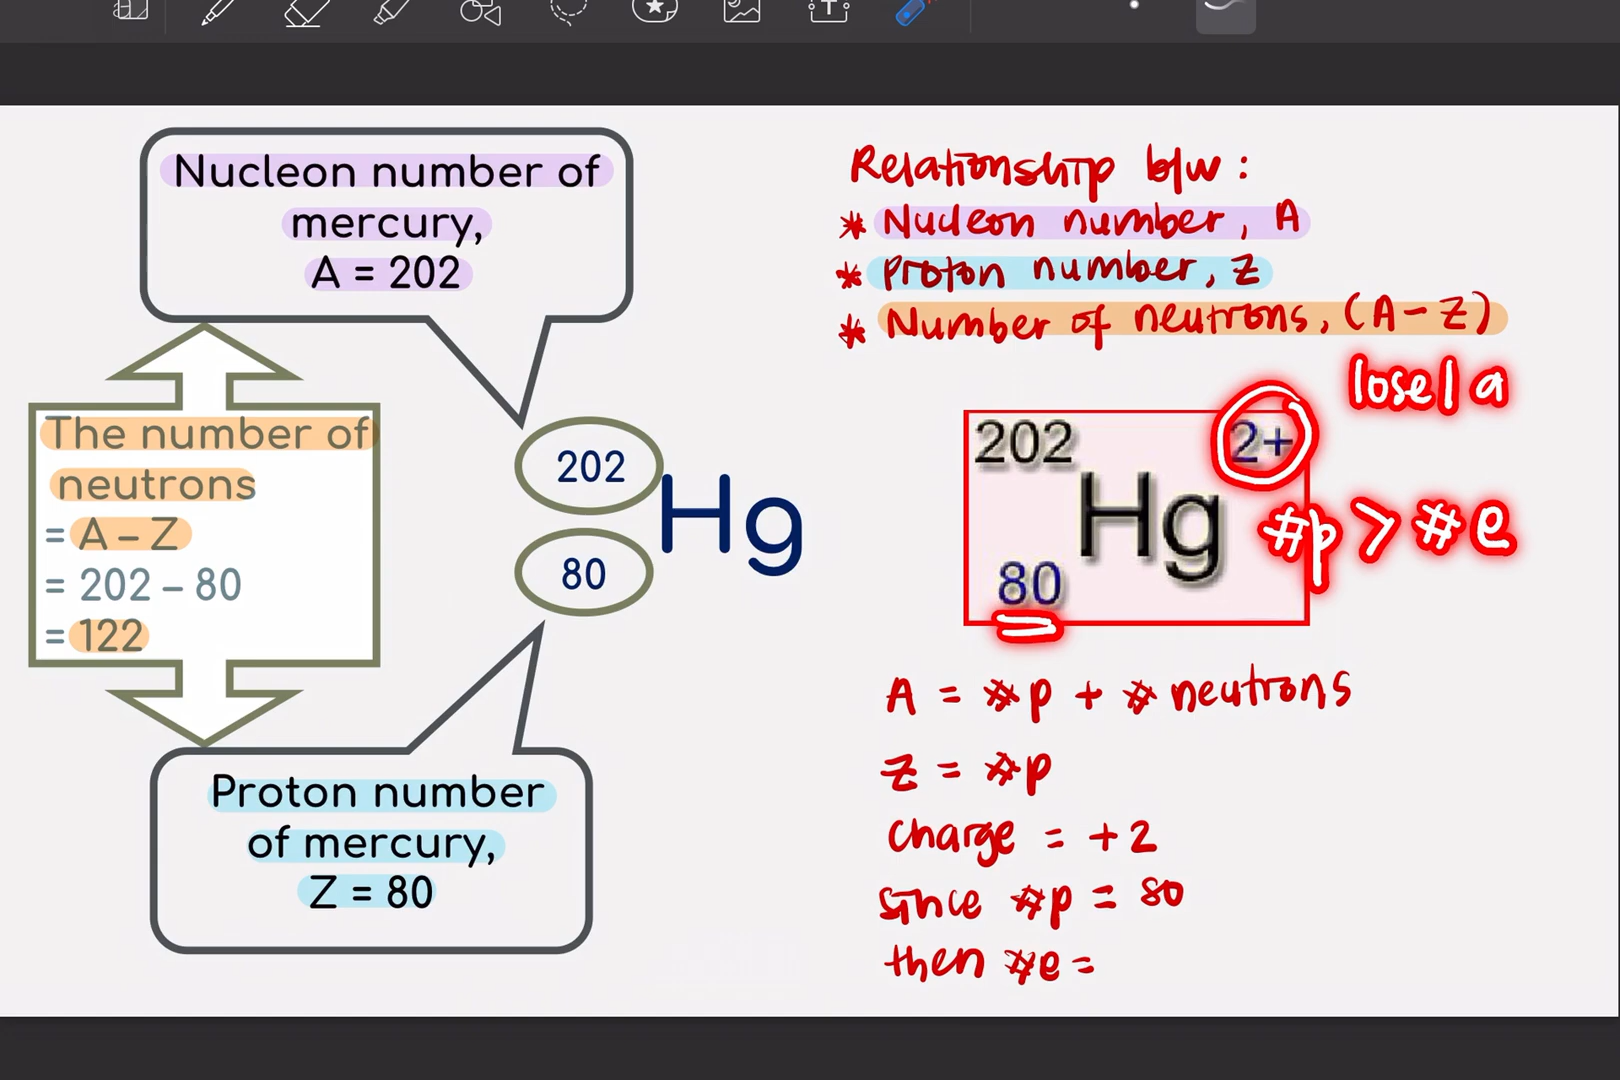 Nucleon number of
mercury,
A = 202
The number of
neutrons
= A – Z
= 202 – 80
= 122
202
80
Hg
Proton number
of mercury,
Z = 80
Relationship b/w :
* Nucleon number, A
* Proton number, Z
* Number of neutrons, (A - Z)
lose/ a
202
2+
Hg
80
#p > #e
A = #p + # neutrons
Z = #p
charge = +2
since #p = 80
then #e =